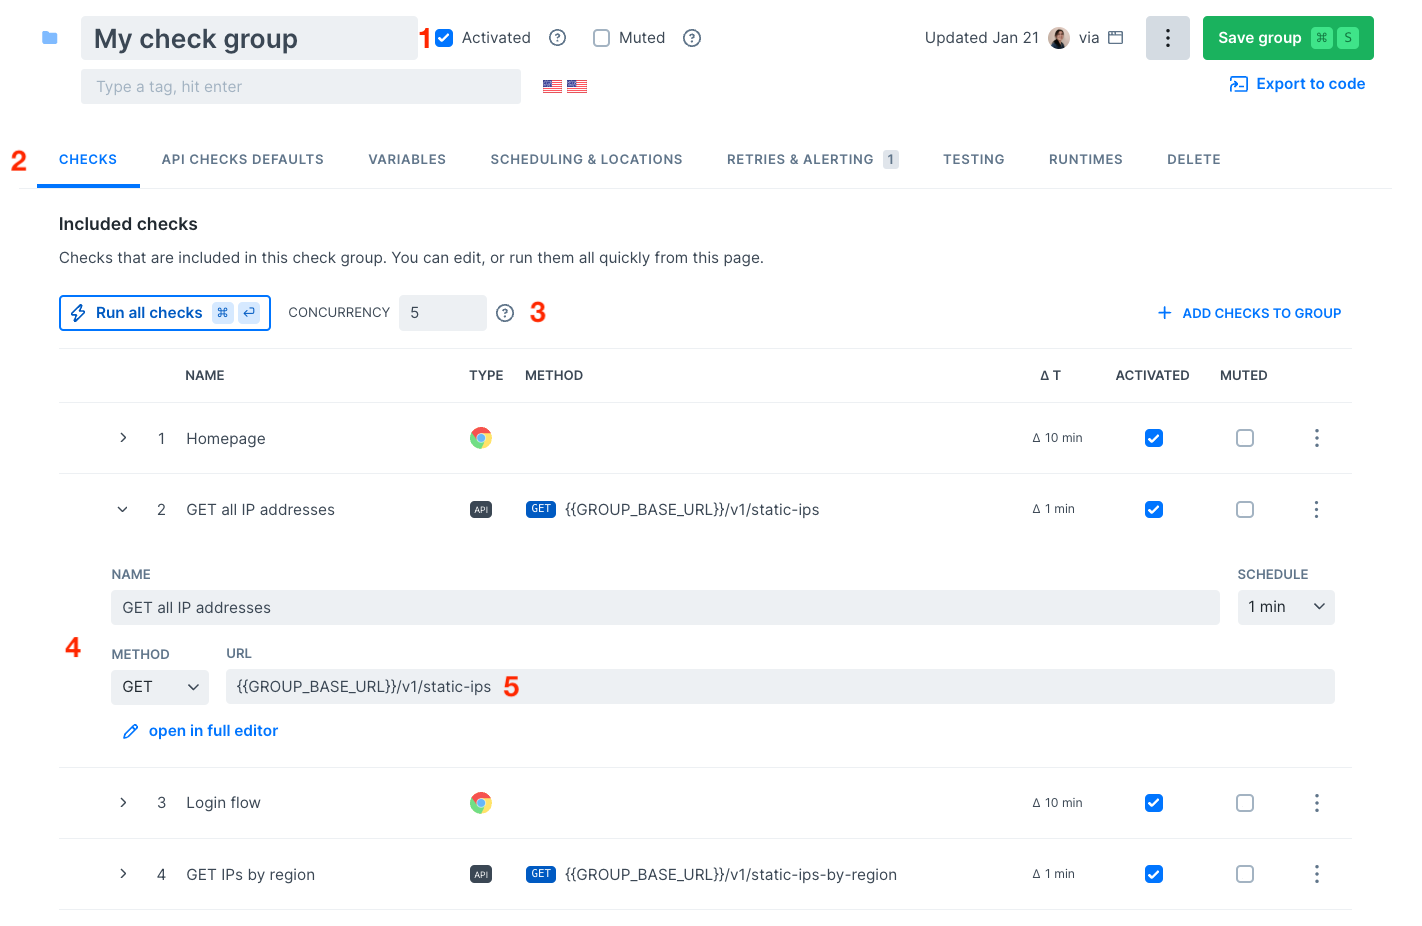 My check group
1
Activated
Muted
Updated Jan 21 via
Save group ⌘ S
Type a tag, hit enter
Export to code
2
CHECKS
API CHECKS DEFAULTS
VARIABLES
SCHEDULING & LOCATIONS
RETRIES & ALERTING 1
TESTING
RUNTIMES
DELETE
Included checks
Checks that are included in this check group. You can edit, or run them all quickly from this page.
Run all checks ⌘ ↩
CONCURRENCY 5
3
+ ADD CHECKS TO GROUP
NAME TYPE METHOD Δ T ACTIVATED MUTED
1 Homepage Δ 10 min
2 GET all IP addresses API GET {{GROUP_BASE_URL}}/v1/static-ips Δ 1 min
NAME SCHEDULE
GET all IP addresses 1 min
4
METHOD URL
GET {{GROUP_BASE_URL}}/v1/static-ips 5
open in full editor
3 Login flow Δ 10 min
4 GET IPs by region API GET {{GROUP_BASE_URL}}/v1/static-ips-by-region Δ 1 min